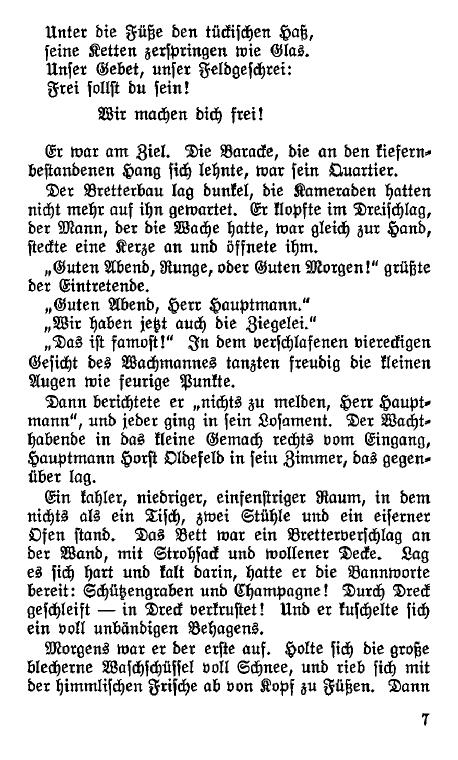 Unter die Füße den tückischen Haß,
seine Ketten zerspringen wie Glas.
Unser Gebet, unser Feldgeschrei:
Frei sollst du sein!
Wir machen dich frei!
Er war am Ziel. Die Baracke, die an den kiefern-
bestandenen Hang sich lehnte, war sein Quartier.
Der Bretterbau lag dunkel, die Kameraden hatten
nicht mehr auf ihn gewartet. Er klopfte im Dreischlag,
der Mann, der die Wache hatte, war gleich zur Hand,
steckte eine Kerze an und öffnete ihm.
„Guten Abend, Runge, oder Guten Morgen!“ grüßte
der Eintretende.
„Guten Abend, Herr Hauptmann.“
„Wir haben jetzt auch die Ziegelei.“
„Das ist famost!“ In dem verschlafenen viereckigen
Gesicht des Wachmannes tanzten freudig die kleinen
Augen wie feurige Punkte.
Dann berichtete er „nichts zu melden, Herr Haupt-
mann“, und jeder ging in sein Losament. Der Wacht-
habende in das kleine Gemach rechts vom Eingang,
Hauptmann Horst Oldefeld in sein Zimmer, das gegen-
über lag.
Ein kahler, niedriger, einfenstriger Raum, in dem
nichts als ein Tisch, zwei Stühle und ein eiserner
Ofen stand. Das Bett war ein Bretterverschlag an
der Wand, mit Strohsack und wollener Decke. Lag
es sich hart und kalt darin, hatte er die Bannworte
bereit: Schützengraben und Champagne! Durch Dreck
geschleift — in Dreck verkrustet! Und er kuschelte sich
ein voll unbändigen Behagens.
Morgens war er der erste auf. Holte sich die große
blecherne Waschschüssel voll Schnee, und rieb sich mit
der himmlischen Frische ab von Kopf zu Füßen. Dann
7